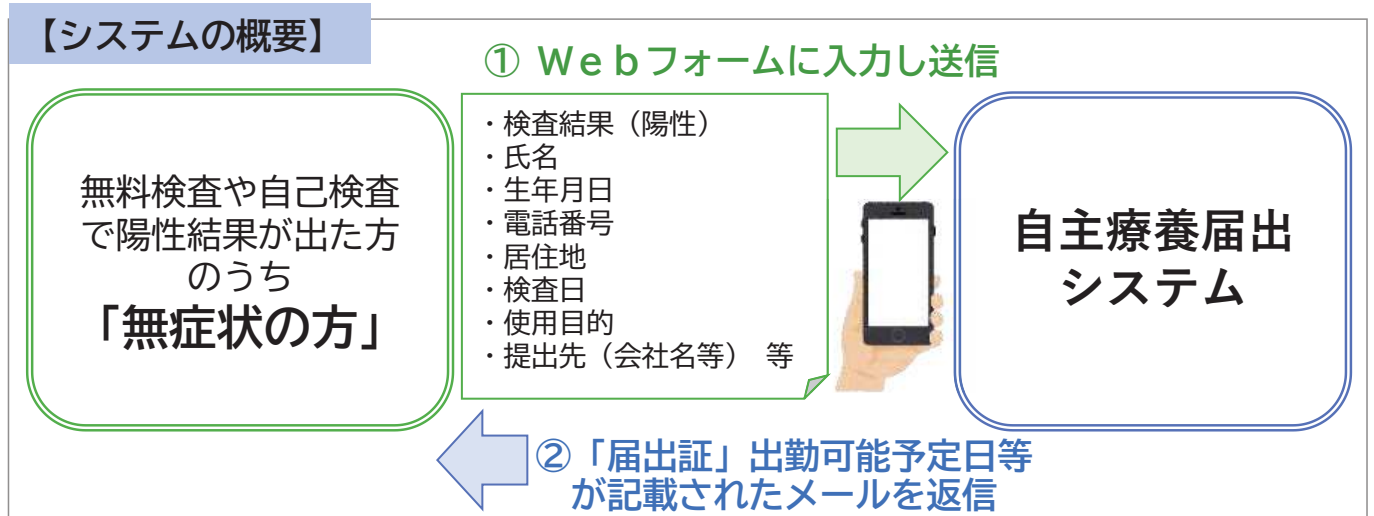 【システムの概要】
① Ｗｅｂフォームに入力し送信
無料検査や自己検査
で陽性結果が出た方
のうち
「無症状の方」
・検査結果（陽性）
・氏名
・生年月日
・電話番号
・居住地
・検査日
・使用目的
・提出先（会社名等）　等
自主療養届出
システム
②「届出証」出勤可能予定日等
が記載されたメールを返信